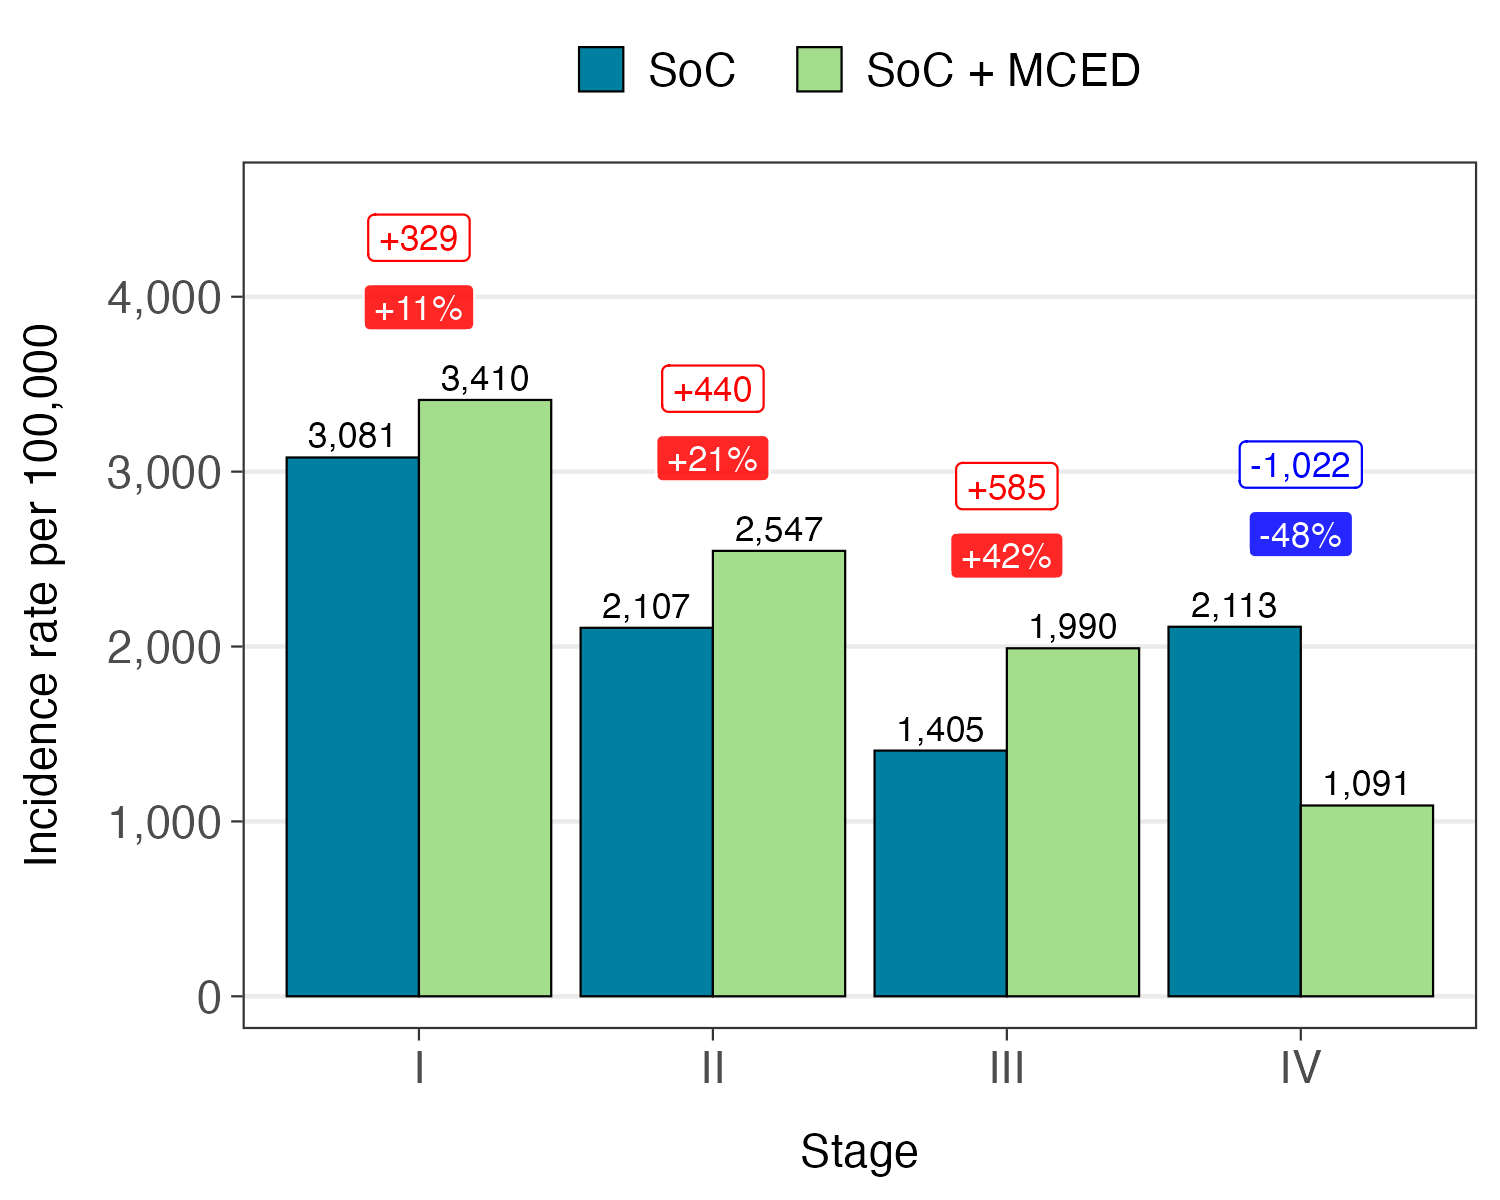 SoC
SoC + MCED
Incidence rate per 100,000
4,000
3,000
2,000
1,000
0
+329
+11%
3,081
3,410
+440
+21%
2,107
2,547
+585
+42%
1,405
1,990
-1,022
-48%
2,113
1,091
I
II
III
IV
Stage